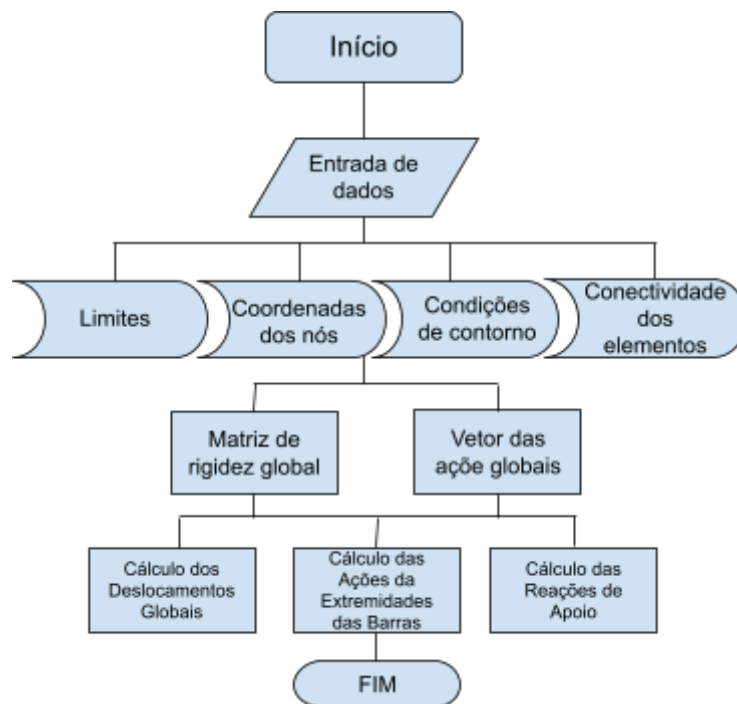 Início
Entrada de
dados
Limites
Coordenadas
dos nós
Condições
de contorno
Conectividade
dos
elementos
Matriz de
rigidez global
Vetor das
açõe globais
Cálculo dos
Deslocamentos
Globais
Cálculo das
Ações da
Extremidades
das Barras
Cálculo das
Reações de
Apoio
FIM